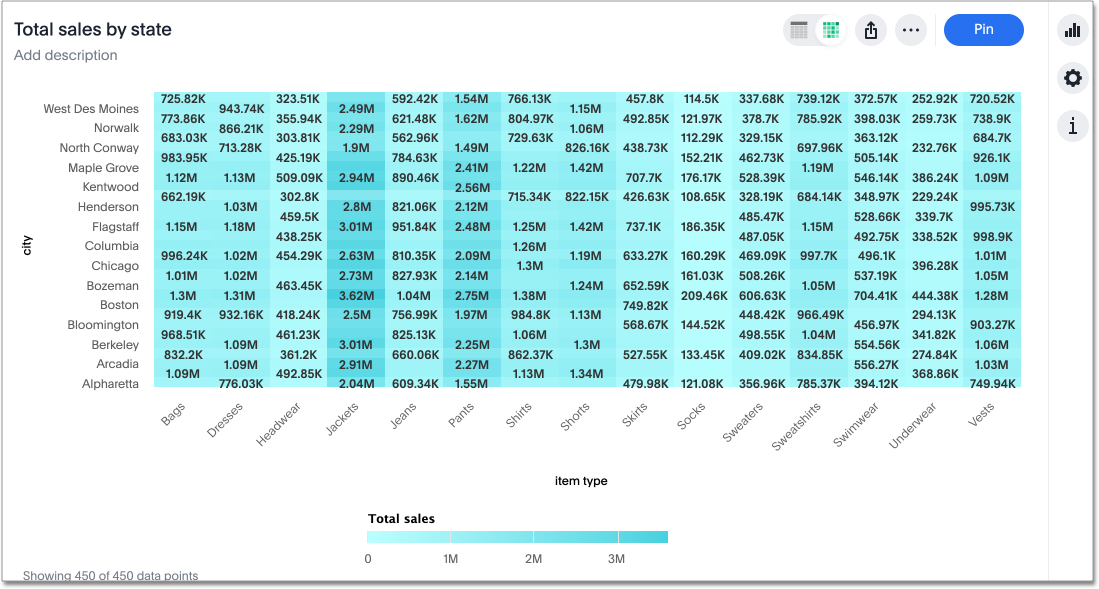 Total sales by state
Pin
Add description
725.82K 323.51K 592.42K 1.54M 766.13K 457.8K 114.5K 337.68K 739.12K 372.57K 252.92K 720.52K
West Des Moines 943.74K 2.49M 1.15M
773.86K 355.94K 621.48K 1.62M 804.97K 492.85K 121.97K 378.7K 785.92K 398.03K 259.73K 738.9K
Norwalk 866.21K 2.29M 1.06M
683.03K 303.81K 562.96K 729.63K 112.29K 329.15K 363.12K 684.7K
North Conway 713.28K 1.9M 1.49M 826.16K 438.73K 697.96K 232.76K
983.95K 425.19K 784.63K 152.21K 462.73K 505.14K 926.1K
Maple Grove 2.41M 1.22M 1.42M 1.19M
1.12M 1.13M 509.09K 2.94M 890.46K 707.7K 176.17K 528.39K 546.14K 386.24K 1.09M
Kentwood 2.56M
662.19K 302.8K 715.34K 822.15K 426.63K 108.65K 328.19K 684.14K 348.97K 229.24K
Henderson 1.03M 2.8M 821.06K 2.12M 995.73K
459.5K 485.47K 528.66K 339.7K
Flagstaff 1.15M 1.18M 3.01M 951.84K 2.48M 1.25M 1.42M 737.1K 186.35K 1.15M
438.25K 487.05K 492.75K 338.52K 998.9K
Columbia 1.26M
996.24K 1.02M 454.29K 2.63M 810.35K 2.09M 1.19M 633.27K 160.29K 469.09K 997.7K 496.1K 1.01M
Chicago 1.3M 396.28K
1.01M 1.02M 2.73M 827.93K 2.14M 161.03K 508.26K 537.19K 1.05M
Bozeman 463.45K 1.24M 652.59K 1.05M
1.3M 1.31M 3.62M 1.04M 2.75M 1.38M 209.46K 606.63K 704.41K 444.38K 1.28M
Boston 749.82K
919.4K 932.16K 418.24K 2.5M 756.99K 1.97M 984.8K 1.13M 448.42K 966.49K 294.13K
Bloomington 568.67K 144.52K 456.97K 903.27K
968.51K 461.23K 825.13K 1.06M 498.55K 1.04M 341.82K
Berkeley 1.09M 3.01M 2.25M 1.3M 554.56K 1.06M
832.2K 361.2K 660.06K 862.37K 527.55K 133.45K 409.02K 834.85K 274.84K
Arcadia 1.09M 2.91M 2.27M 556.27K 1.03M
1.09M 492.85K 1.13M 1.34M 368.86K
Alpharetta 776.03K 2.04M 609.34K 1.55M 479.98K 121.08K 356.96K 785.37K 394.12K 749.94K
city
Bags Dresses Headwear Jackets Jeans Pants Shirts Shorts Skirts Socks Sweaters Sweatshirts Swimwear Underwear Vests
item type
Total sales
0 1M 2M 3M
Showing 450 of 450 data points